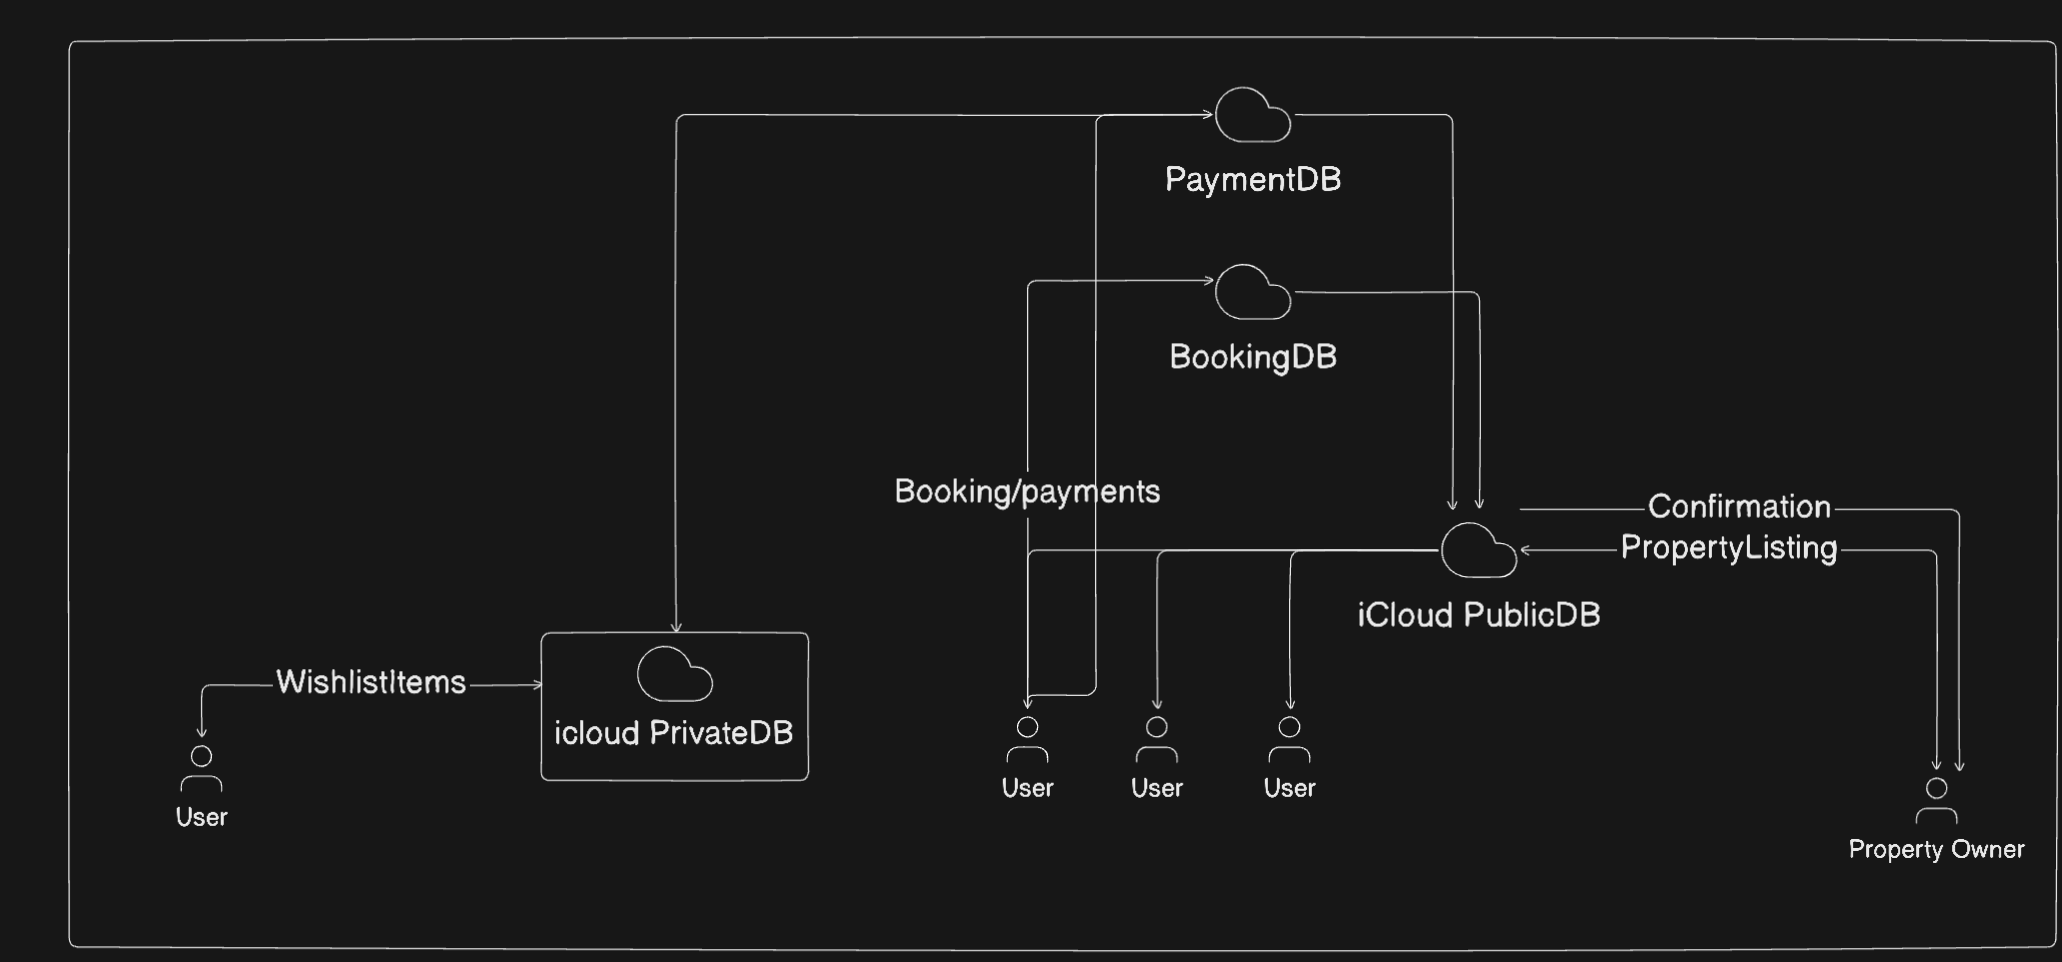 PaymentDB
BookingDB
Booking/payments
Confirmation
PropertyListing
iCloud PublicDB
WishlistItems
icloud PrivateDB
User
User
User
User
Property Owner